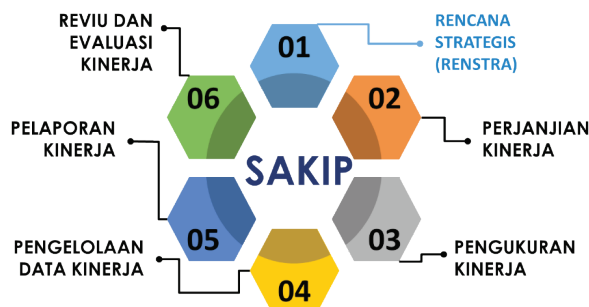 01
RENCANA
STRATEGIS
(RENSTRA)
02
PERJANJIAN
KINERJA
03
PENGUKURAN
KINERJA
04
PENGELOLAAN
DATA KINERJA
05
PELAPORAN
KINERJA
06
REVIU DAN
EVALUASI
KINERJA
SAKIP